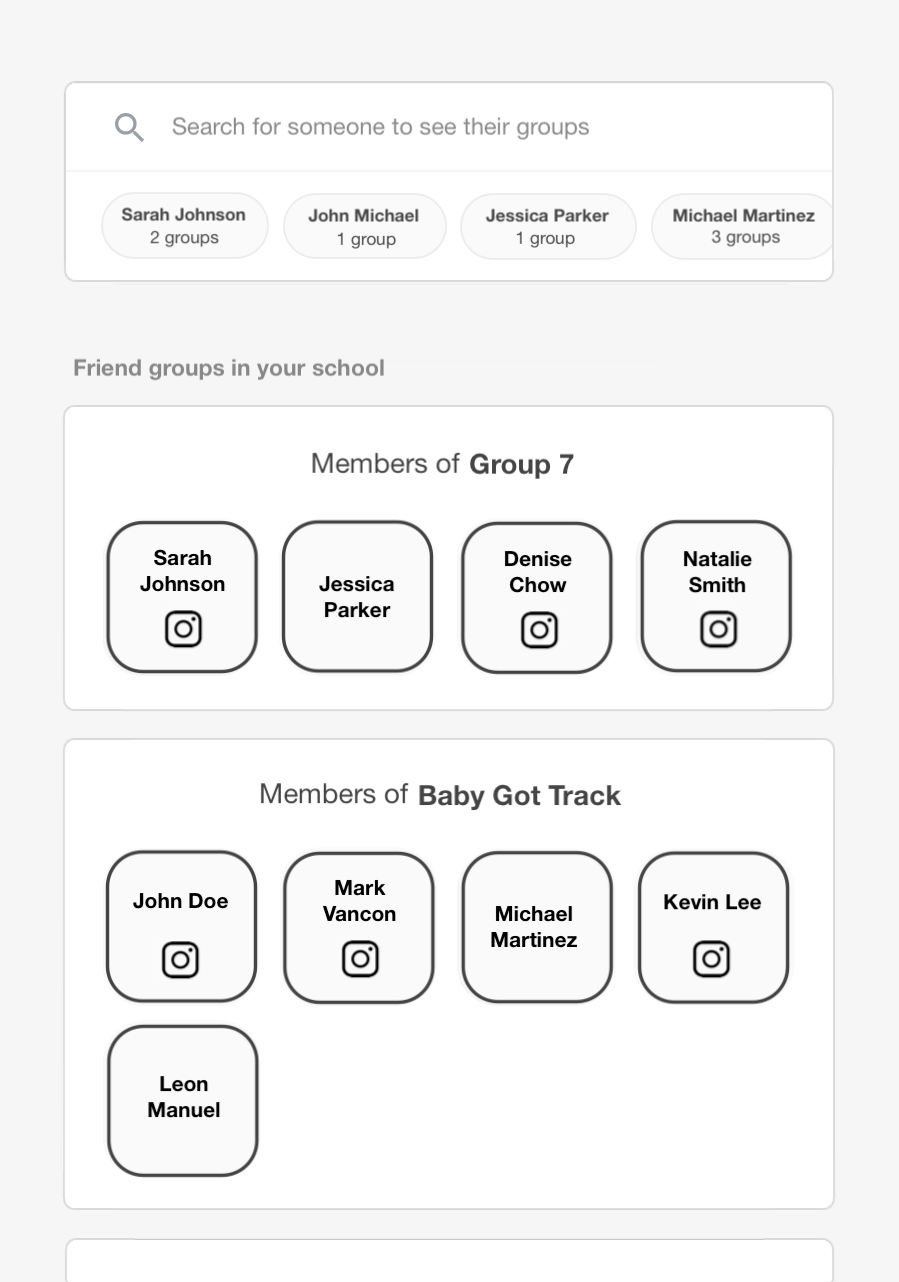 Search for someone to see their groups
Sarah Johnson
2 groups
John Michael
1 group
Jessica Parker
1 group
Michael Martinez
3 groups
Friend groups in your school
Members of Group 7
Sarah
Johnson
Jessica
Parker
Denise
Chow
Natalie
Smith
Members of Baby Got Track
John Doe
Mark
Vancon
Michael
Martinez
Kevin Lee
Leon
Manuel